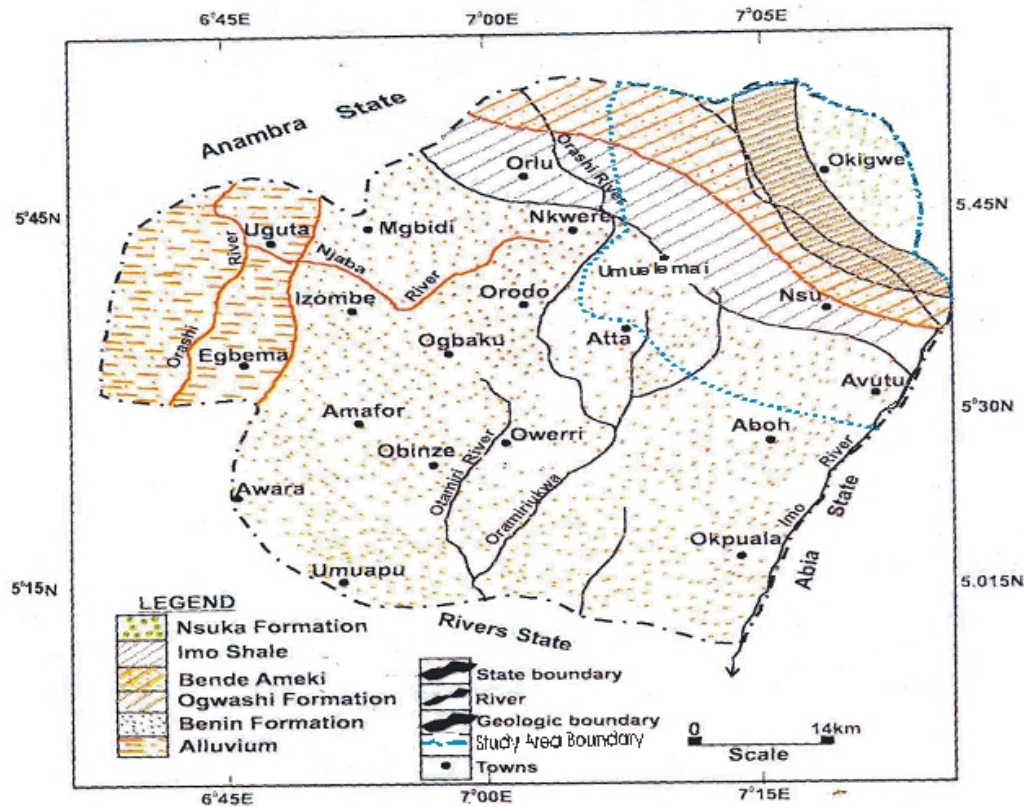 6°45E 7°00E 7°05E
Anambra State
Okigwe
Orlu
Orashi River
5°45N
5.45N
Nkwere
Mgbidi
Uguta
River
Njaba
River
Umuelemai
Izombe
Orodo
Nsu
Orashi
Egbema
Ogbaku
Atta
Avutu
5°30N
Amafor
Aboh
Owerri
Obinze
Otamiri River
River
Awara
Oramiriukwa
Imo
State
Okpuala
Abia
Umuapu
5°15N
5.015N
Rivers State
LEGEND
Nsuka Formation
Imo Shale
Bende Ameki
Ogwashi Formation
Benin Formation
Alluvium
State boundary
River
Geologic boundary
Study Area Boundary
Towns
0 14km
Scale
6°45E 7°00E 7°15E